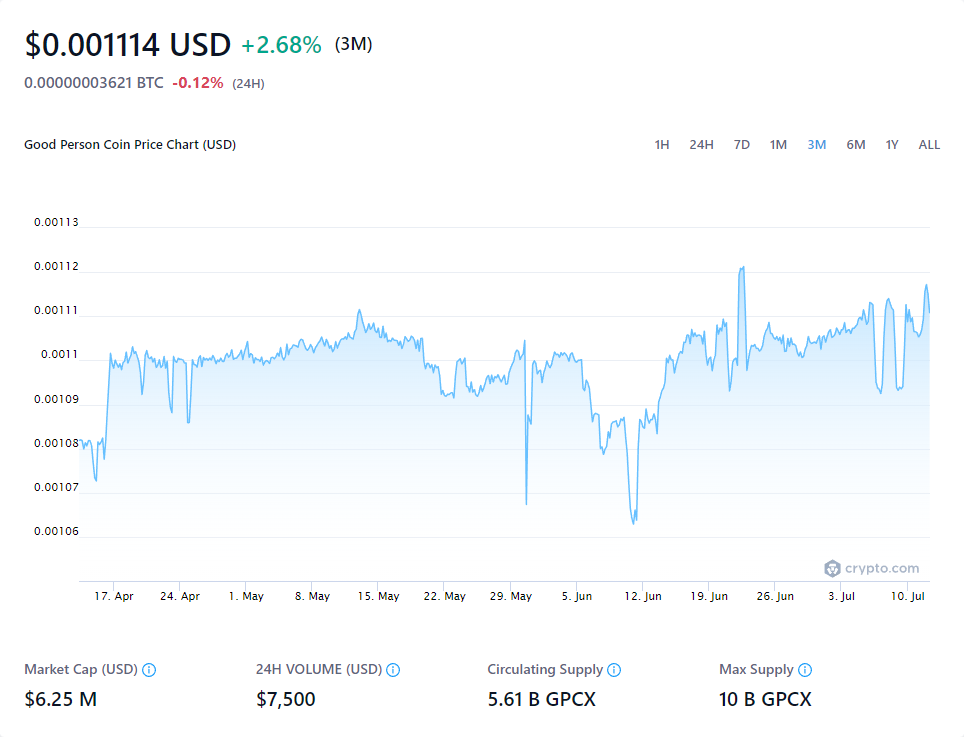 $0.001114 USD +2.68% (3M)
0.00000003621 BTC -0.12% (24H)
Good Person Coin Price Chart (USD) 1H 24H 7D 1M 3M 6M 1Y ALL
0.00113
0.00112
0.00111
0.0011
0.00109
0.00108
0.00107
0.00106
crypto.com
17. Apr 24. Apr 1. May 8. May 15. May 22. May 29. May 5. Jun 12. Jun 19. Jun 26. Jun 3. Jul 10. Jul
Market Cap (USD) 24H VOLUME (USD) Circulating Supply Max Supply
$6.25 M $7,500 5.61 B GPCX 10 B GPCX